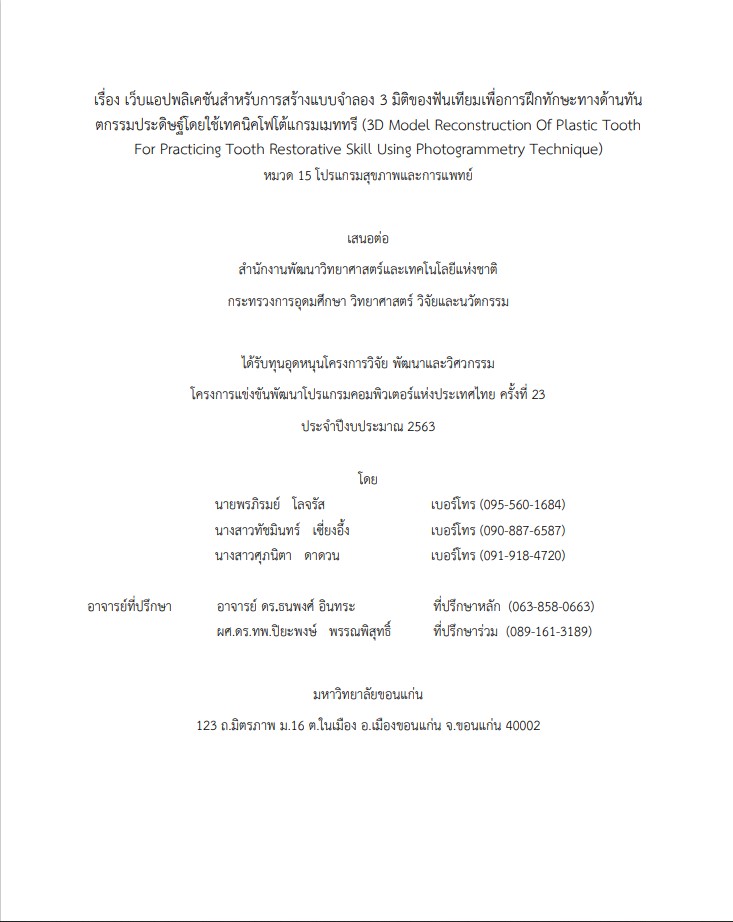 เรื่อง เว็บแอปพลิเคชันสำหรับการสร้างแบบจำลอง 3 มิติของฟันเทียมเพื่อการฝึกทักษะทางด้านทัน
ตกรรมประดิษฐ์โดยใช้เทคนิคโฟโต้แกรมเมททรี (3D Model Reconstruction Of Plastic Tooth
For Practicing Tooth Restorative Skill Using Photogrammetry Technique)
หมวด 15 โปรแกรมสุขภาพและการแพทย์
เสนอต่อ
สำนักงานพัฒนาวิทยาศาสตร์และเทคโนโลยีแห่งชาติ
กระทรวงการอุดมศึกษา วิทยาศาสตร์ วิจัยและนวัตกรรม
ได้รับทุนอุดหนุนโครงการวิจัย พัฒนาและวิศวกรรม
โครงการแข่งขันพัฒนาโปรแกรมคอมพิวเตอร์แห่งประเทศไทย ครั้งที่ 23
ประจำปีงบประมาณ 2563
โดย
นายพรภิรมย์ โลจรัส เบอร์โทร (095-560-1684)
นางสาวทัชมินทร์ เซี่ยงอึ้ง เบอร์โทร (090-887-6587)
นางสาวศุภนิตา ดาดวน เบอร์โทร (091-918-4720)
อาจารย์ที่ปรึกษา อาจารย์ ดร.ธนพงศ์ อินทระ ที่ปรึกษาหลัก (063-858-0663)
ผศ.ดร.ทพ.ปิยะพงษ์ พรรณพิสุทธิ์ ที่ปรึกษาร่วม (089-161-3189)
มหาวิทยาลัยขอนแก่น
123 ถ.มิตรภาพ ม.16 ต.ในเมือง อ.เมืองขอนแก่น จ.ขอนแก่น 40002